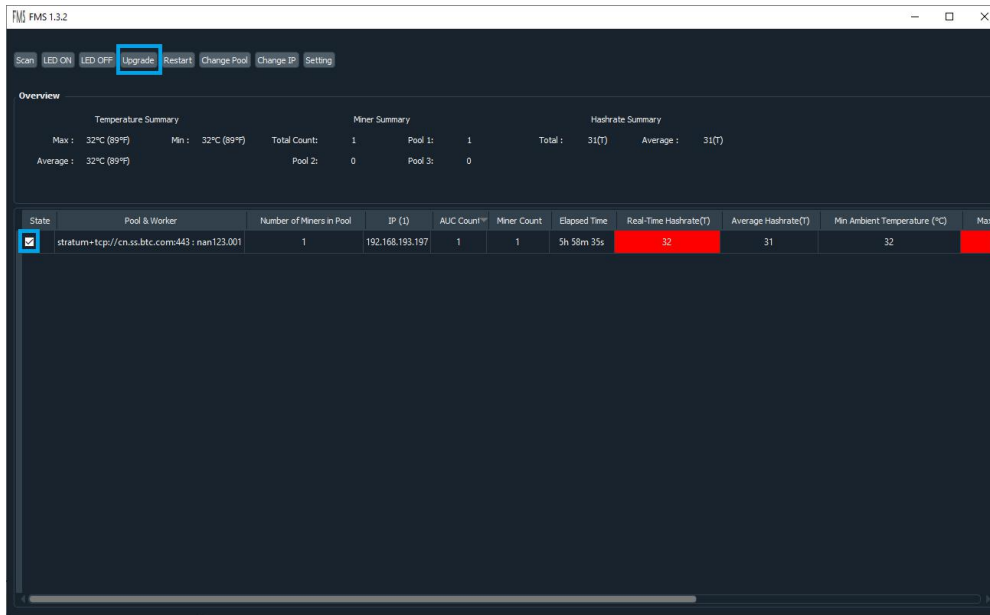 FMS FMS 1.3.2
Scan LED ON LED OFF Upgrade Restart Change Pool Change IP Setting
Overview
Temperature Summary Miner Summary Hashrate Summary
Max : 32°C (89°F) Min : 32°C (89°F) Total Count: 1 Pool 1: 1 Total : 31(T) Average : 31(T)
Average : 32°C (89°F) Pool 2: 0 Pool 3: 0
State Pool & Worker Number of Miners in Pool IP (1) AUC Count Miner Count Elapsed Time Real-Time Hashrate(T) Average Hashrate(T) Min Ambient Temperature (°C) Max
stratum+tcp://cn.ss.btc.com:443 : nan123.001 1 192.168.193.197 1 1 5h 58m 35s 32 31 32